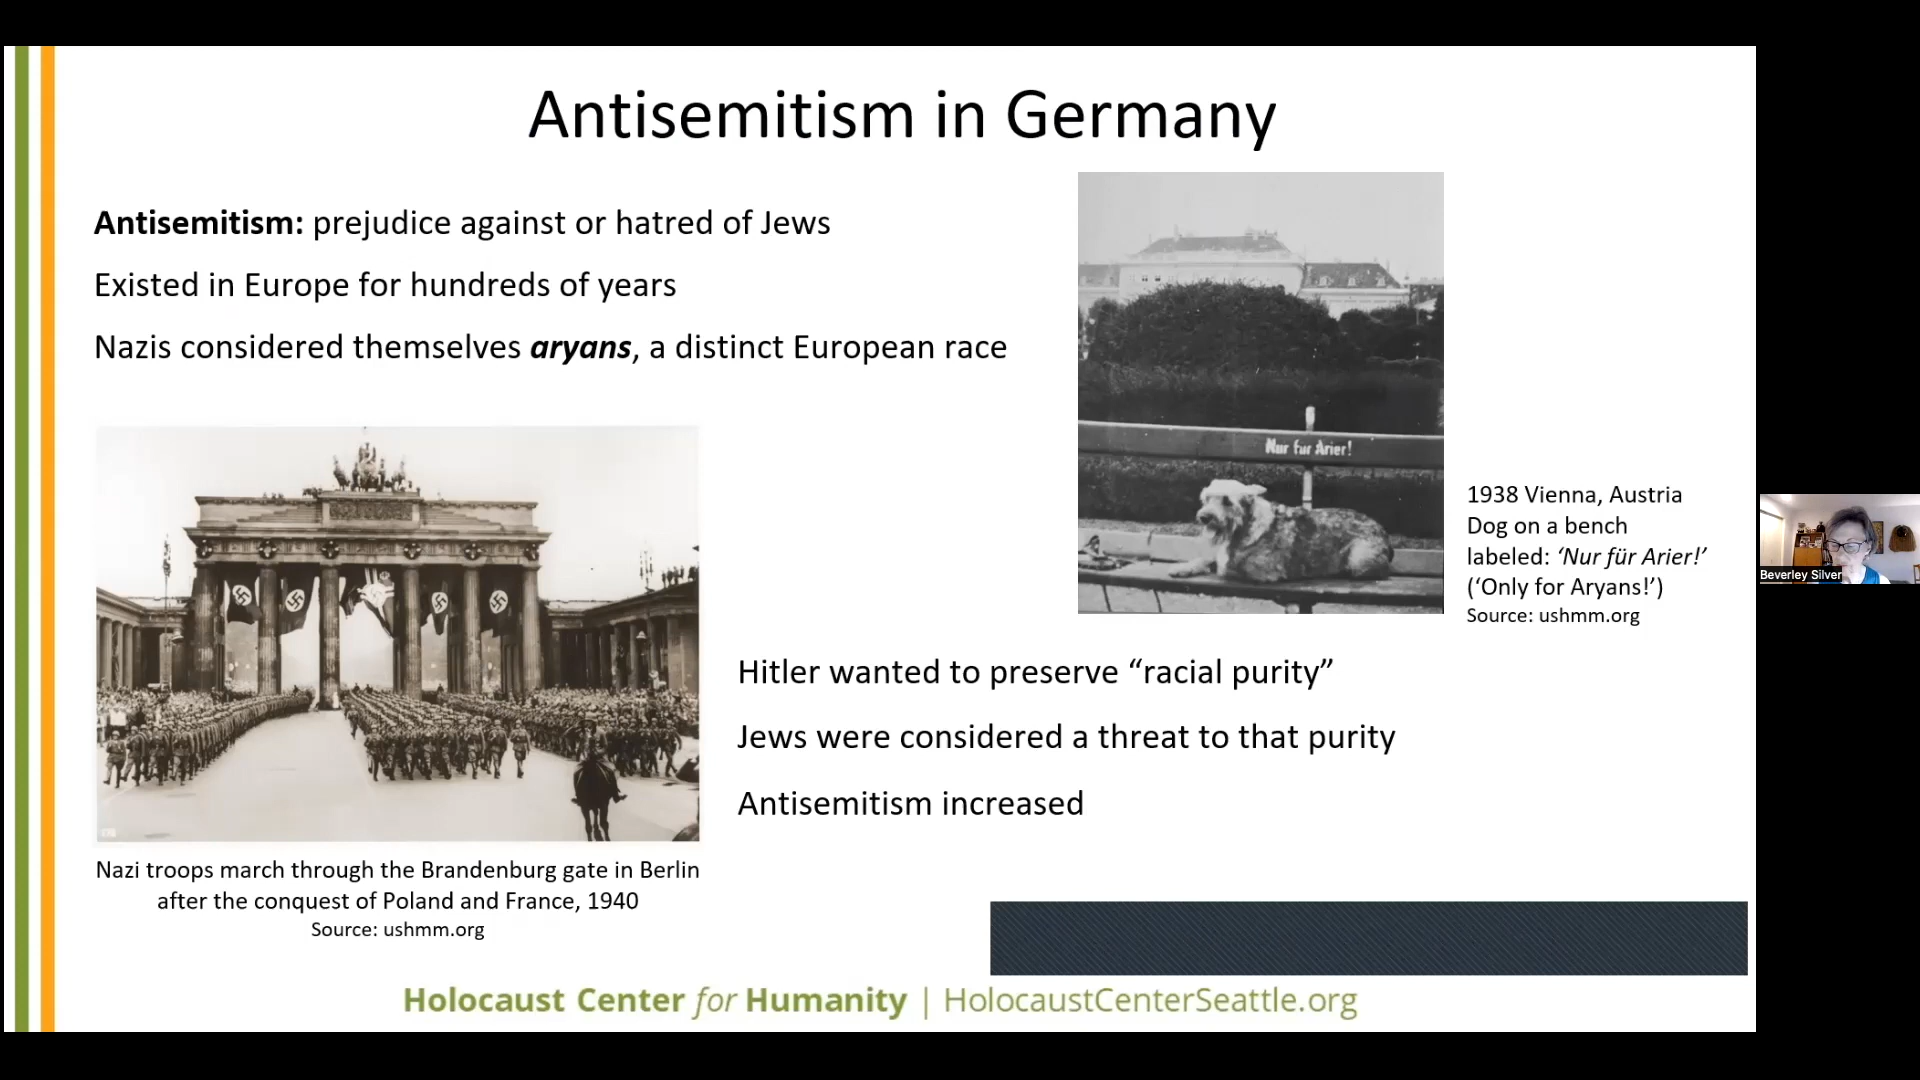 Antisemitism in Germany
Antisemitism: prejudice against or hatred of Jews
Existed in Europe for hundreds of years
Nazis considered themselves aryans, a distinct European race
Nur fur Arier!
1938 Vienna, Austria
Dog on a bench
labeled: ‘Nur für Arier!’
(‘Only for Aryans!’)
Source: ushmm.org
Beverley Silver
Hitler wanted to preserve “racial purity”
Jews were considered a threat to that purity
Antisemitism increased
Nazi troops march through the Brandenburg gate in Berlin
after the conquest of Poland and France, 1940
Source: ushmm.org
Holocaust Center for Humanity | HolocaustCenterSeattle.org